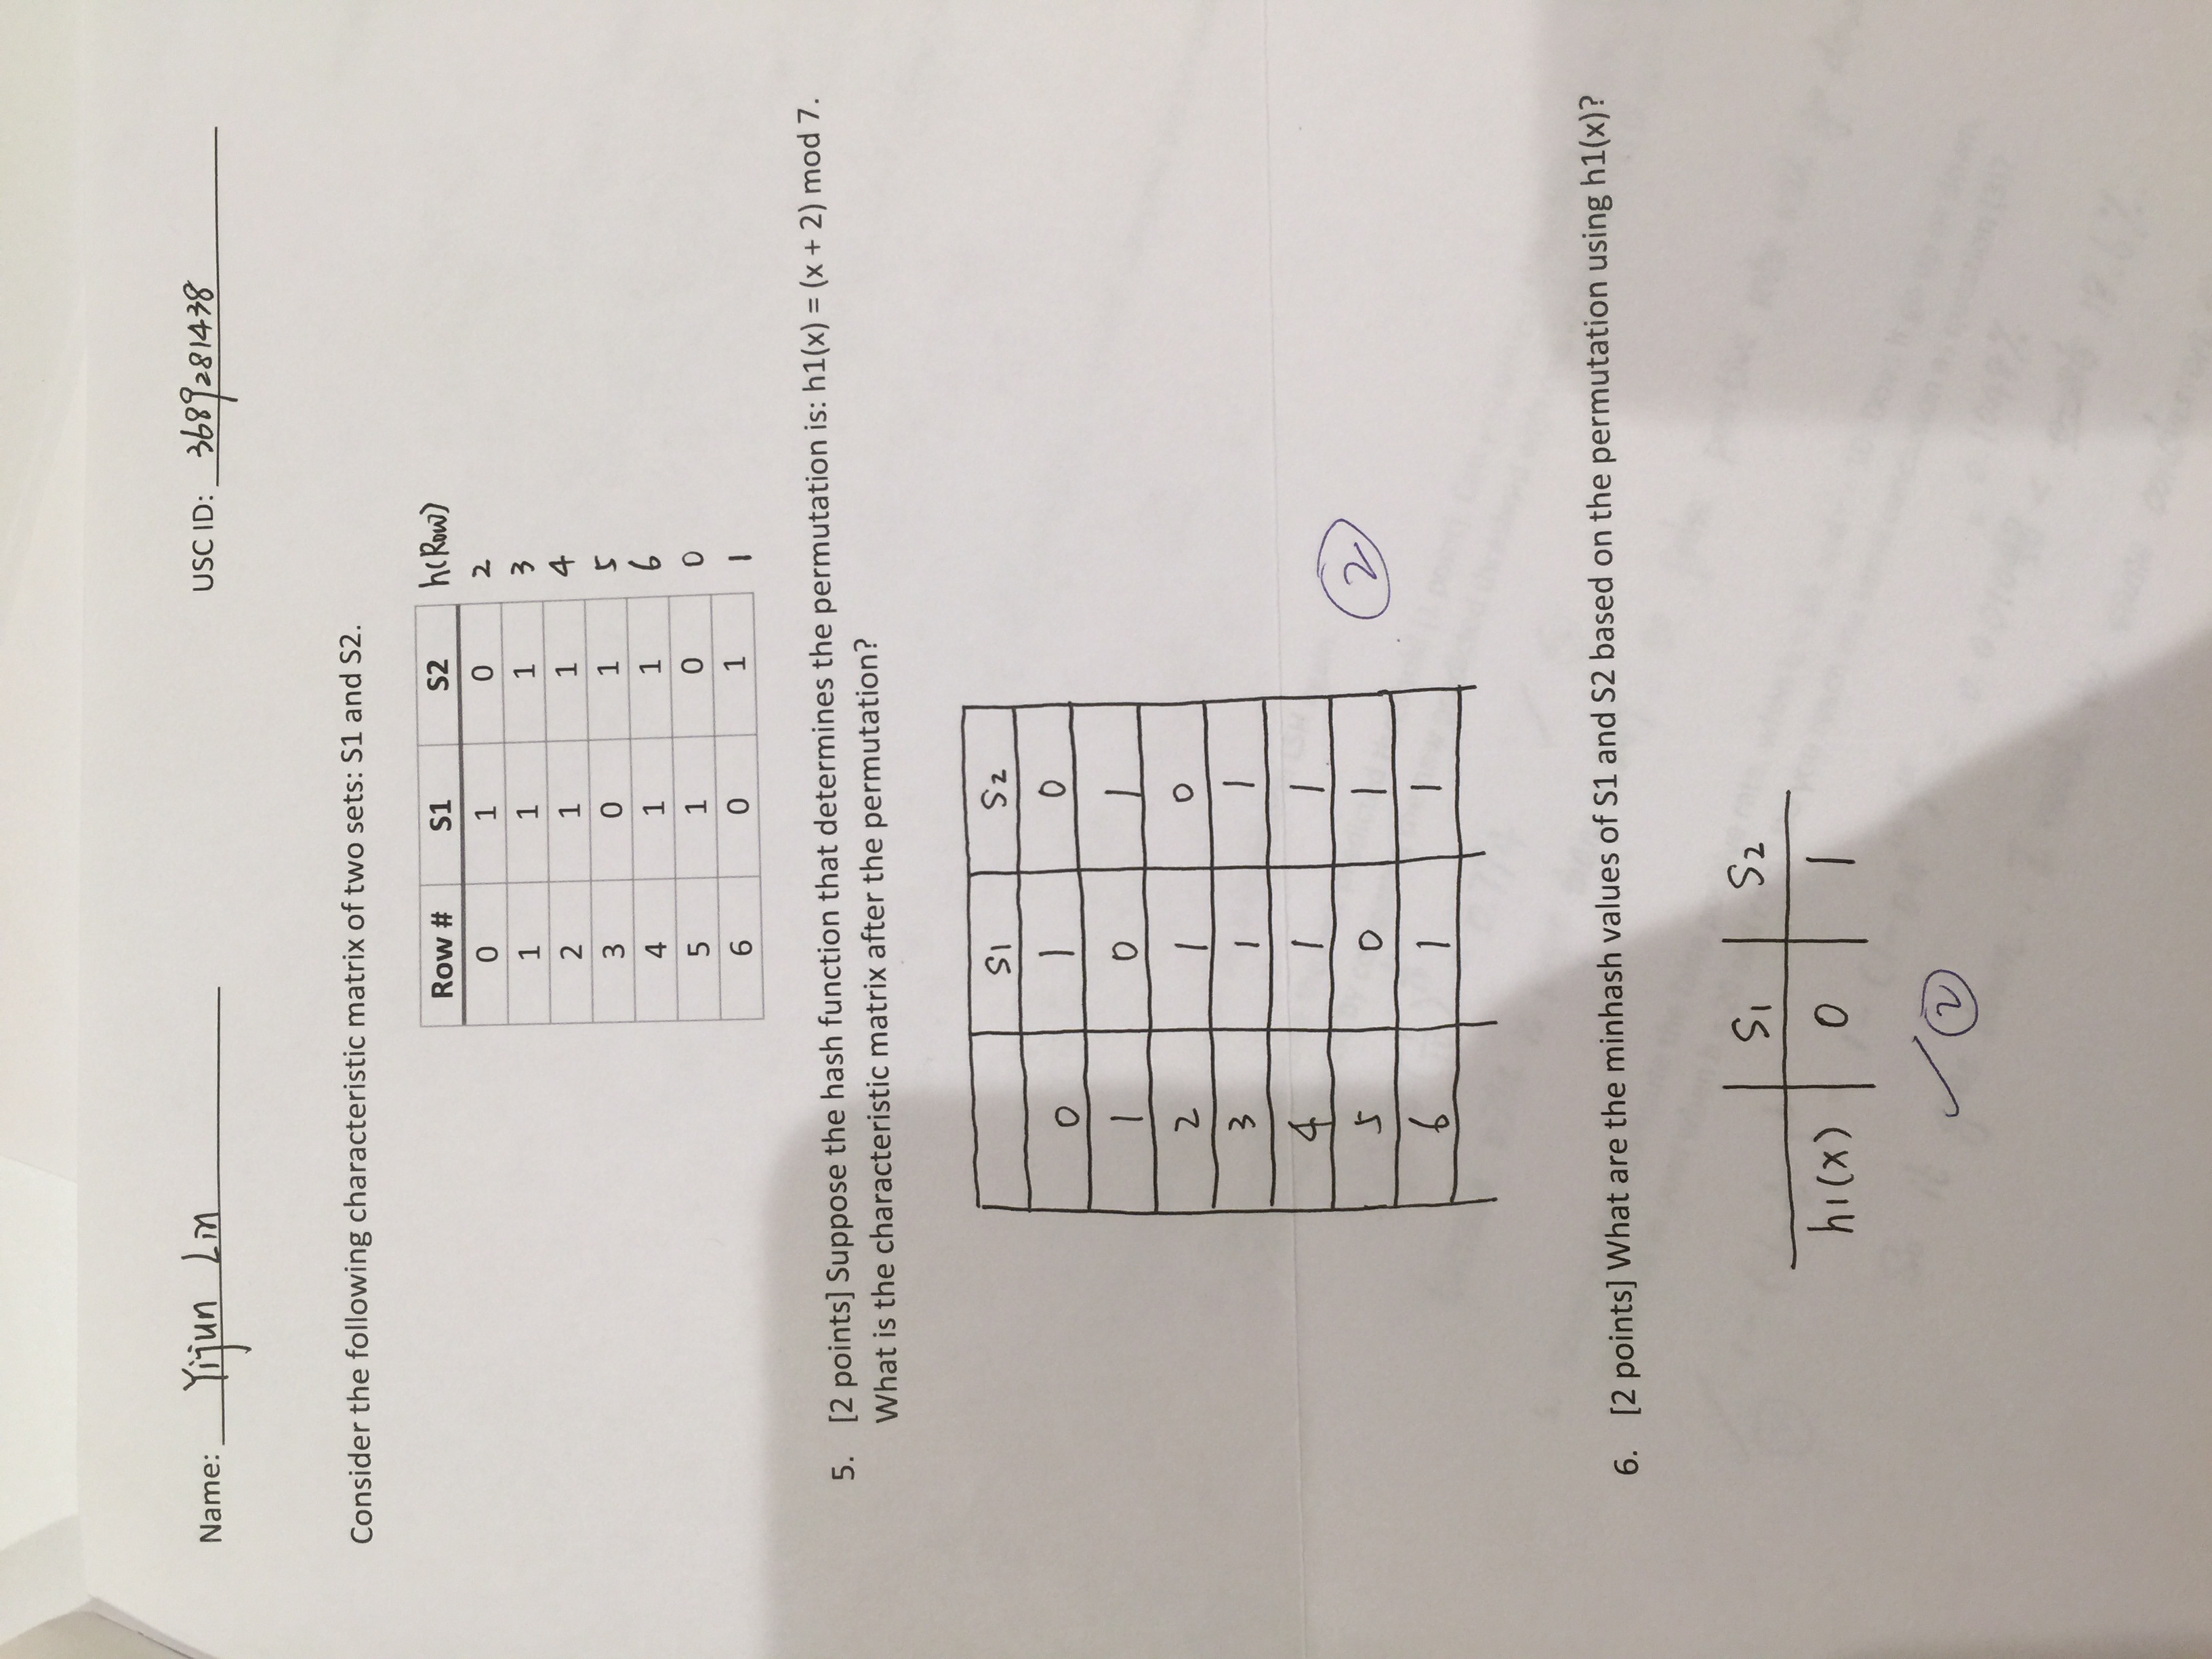 Name: Yijun Lin USC ID: 3689281438
Consider the following characteristic matrix of two sets: S1 and S2.
Row # S1 S2 h(Row)
0 1 0 2
1 1 1 3
2 1 1 4
3 0 1 5
4 1 1 6
5 1 0 0
6 0 1 1
5. [2 points] Suppose the hash function that determines the permutation is: h1(x) = (x + 2) mod 7.
What is the characteristic matrix after the permutation?
S1 S2
0 1 0
1 0 1
2 1 0
3 1 1
4 1 1
5 0 1
6 1 1
2
6. [2 points] What are the minhash values of S1 and S2 based on the permutation using h1(x)?
S1 S2
h1(x) 0 1
✓ 2